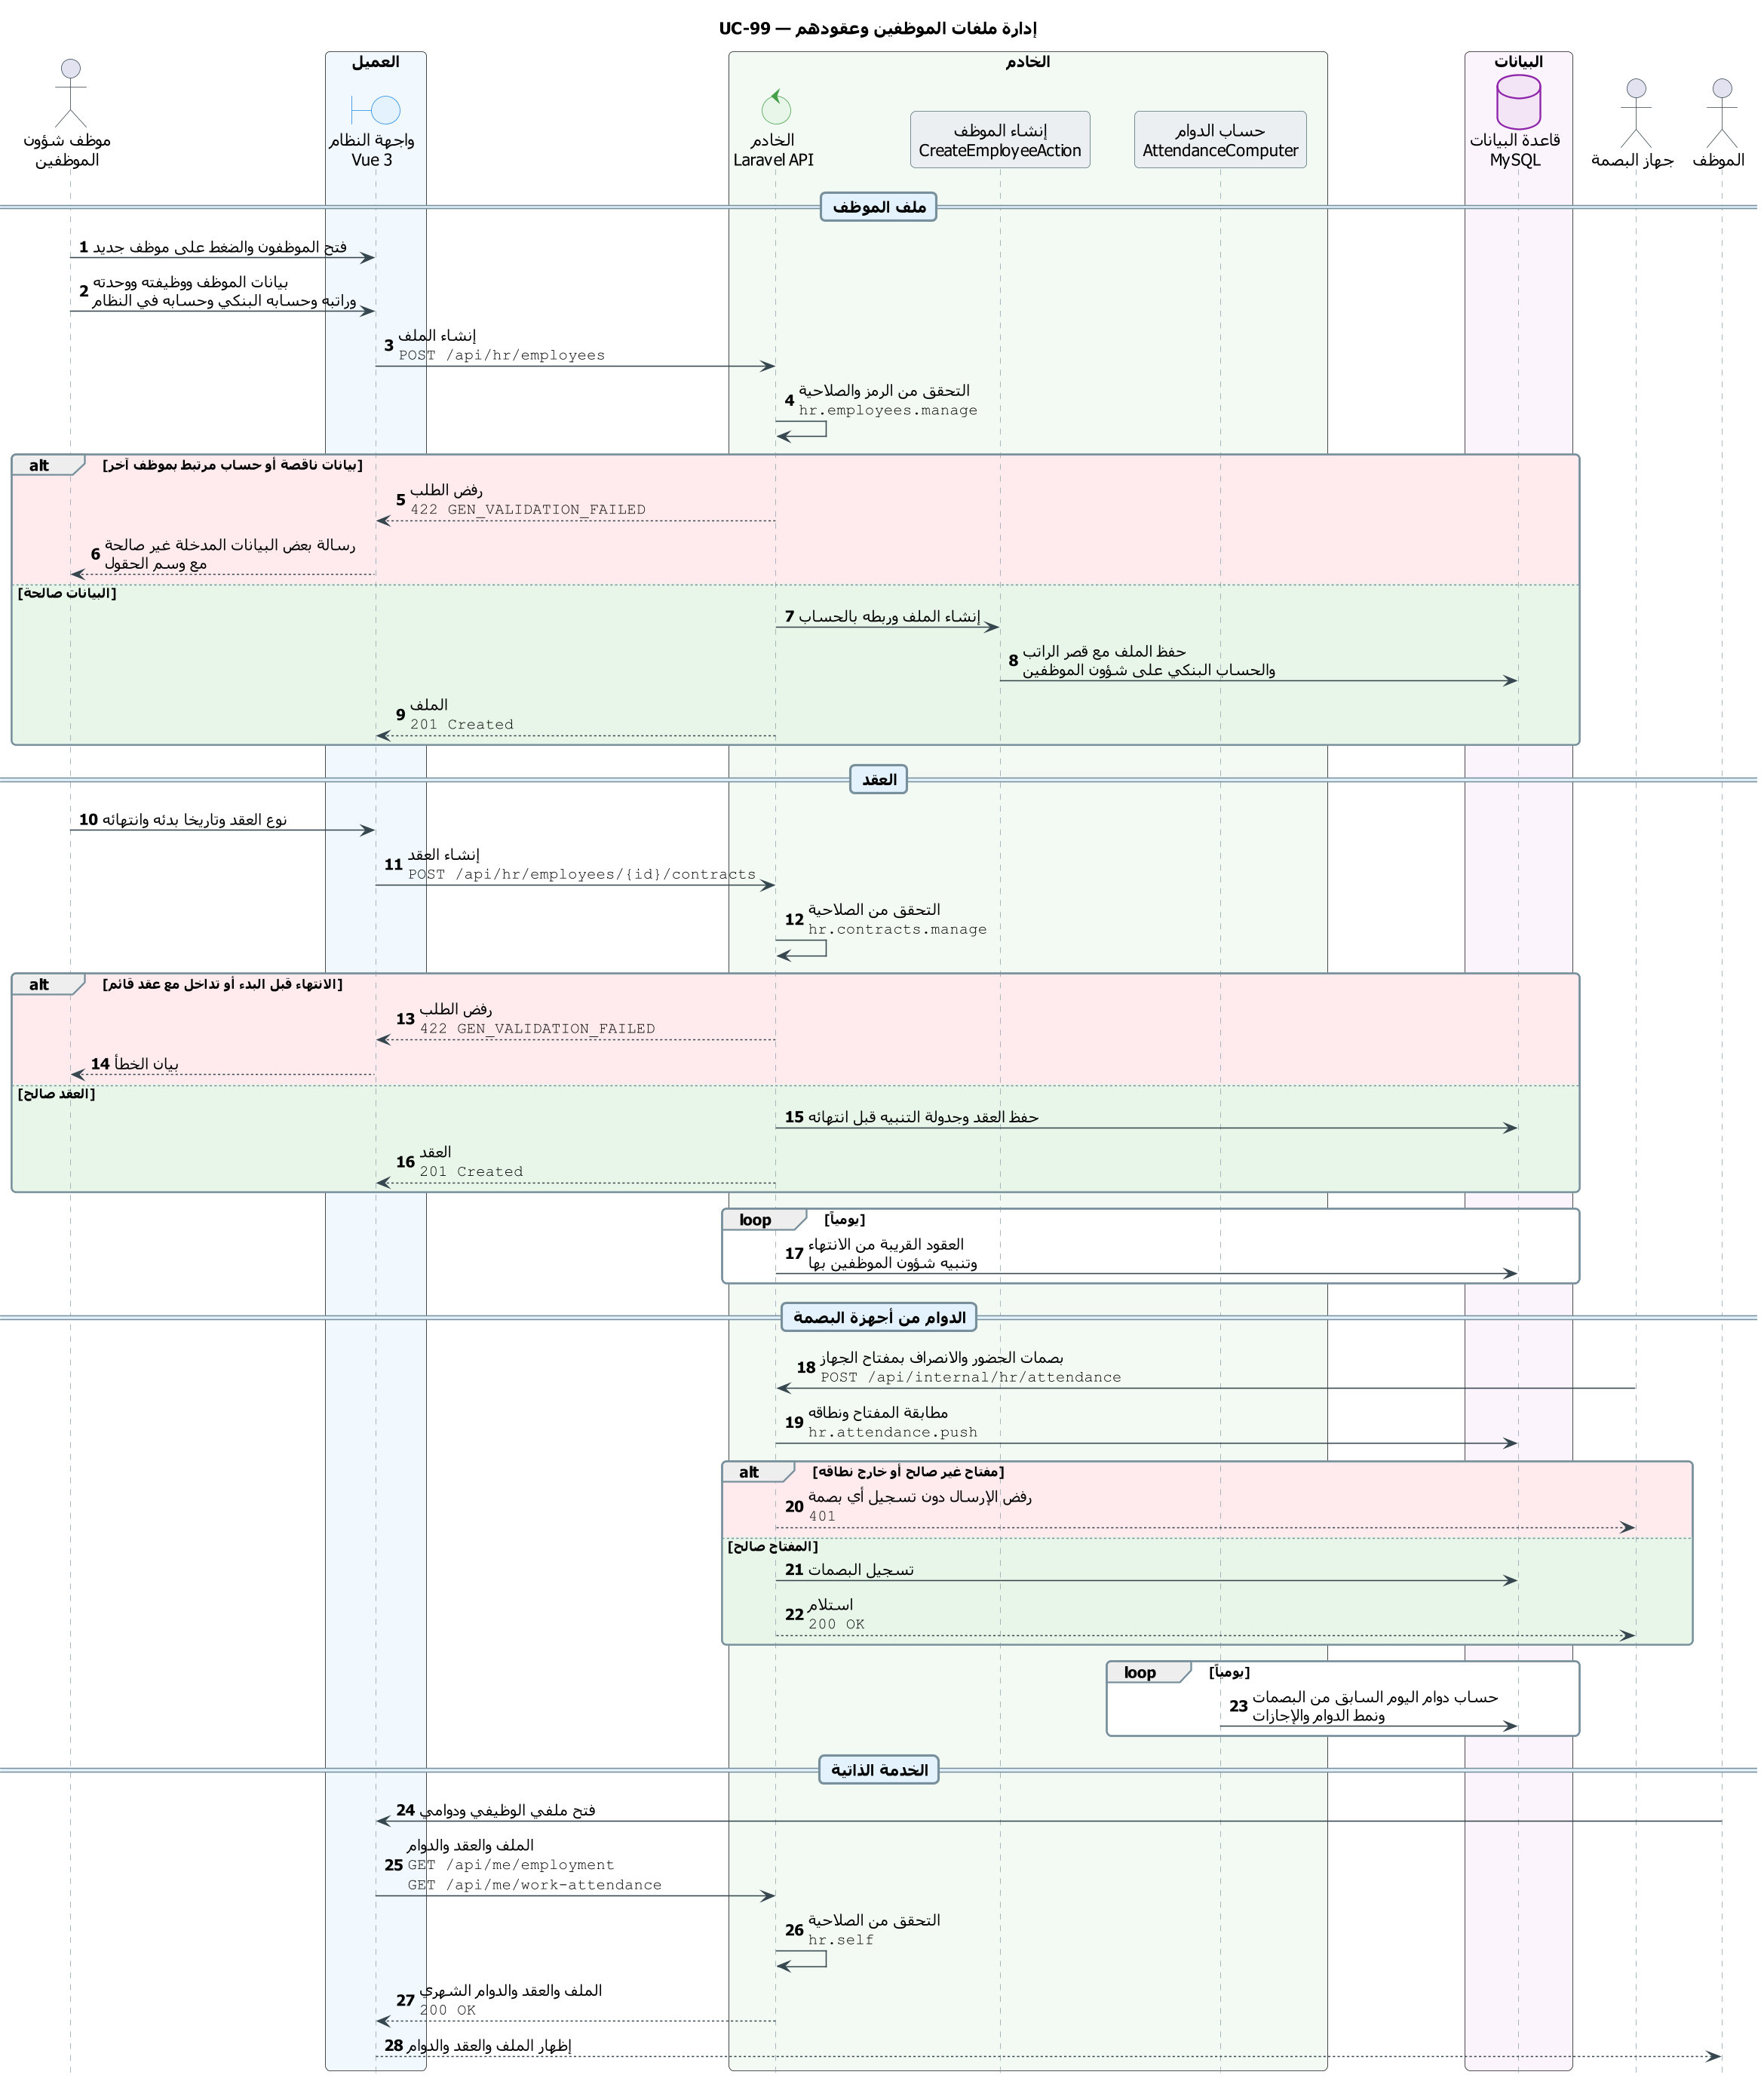 UC-99 — إدارة ملفات الموظفين وعقودهم
العميل
الخادم
البيانات
موظف شؤون
الموظفين
واجهة النظام
Vue 3
الخادم
Laravel API
إنشاء الموظف
CreateEmployeeAction
حساب الدوام
AttendanceComputer
قاعدة البيانات
MySQL
جهاز البصمة
الموظف
ملف الموظف
1 فتح الموظفون والضغط على موظف جديد
2 بيانات الموظف ووظيفته ووحدته
وراتبه وحسابه البنكي وحسابه في النظام
3 إنشاء الملف
POST /api/hr/employees
4 التحقق من الرمز والصلاحية
hr.employees.manage
alt [بيانات ناقصة أو حساب مرتبط بموظف آخر]
5 رفض الطلب
422 GEN_VALIDATION_FAILED
6 رسالة بعض البيانات المدخلة غير صالحة
مع وسم الحقول
[البيانات صالحة]
7 إنشاء الملف وربطه بالحساب
8 حفظ الملف مع قصر الراتب
والحساب البنكي على شؤون الموظفين
9 الملف
201 Created
العقد
10 نوع العقد وتاريخا بدئه وانتهائه
11 إنشاء العقد
POST /api/hr/employees/{id}/contracts
12 التحقق من الصلاحية
hr.contracts.manage
alt [الانتهاء قبل البدء أو تداخل مع عقد قائم]
13 رفض الطلب
422 GEN_VALIDATION_FAILED
14 بيان الخطأ
[العقد صالح]
15 حفظ العقد وجدولة التنبيه قبل انتهائه
16 العقد
201 Created
loop [يومياً]
17 العقود القريبة من الانتهاء
وتنبيه شؤون الموظفين بها
الدوام من أجهزة البصمة
18 بصمات الحضور والانصراف بمفتاح الجهاز
POST /api/internal/hr/attendance
19 مطابقة المفتاح ونطاقه
hr.attendance.push
alt [مفتاح غير صالح أو خارج نطاقه]
20 رفض الإرسال دون تسجيل أي بصمة
401
[المفتاح صالح]
21 تسجيل البصمات
22 استلام
200 OK
loop [يومياً]
23 حساب دوام اليوم السابق من البصمات
ونمط الدوام والإجازات
الخدمة الذاتية
24 فتح ملفي الوظيفي ودوامي
25 الملف والعقد والدوام
GET /api/me/employment
GET /api/me/work-attendance
26 التحقق من الصلاحية
hr.self
27 الملف والعقد والدوام الشهري
200 OK
28 إظهار الملف والعقد والدوام